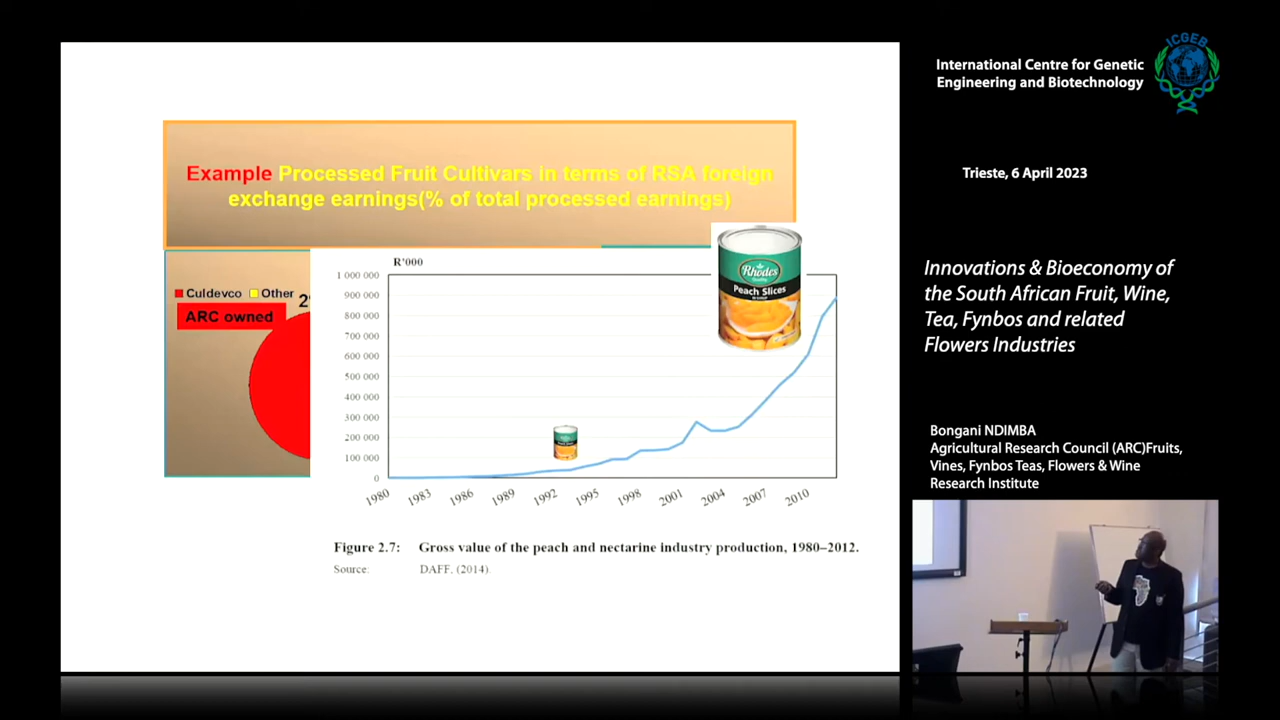 Example Processed Fruit Cultivars in terms of RSA foreign
exchange earnings(% of total processed earnings)
Culdevco Other
ARC owned
2
R'000
1 000 000
900 000
800 000
700 000
600 000
500 000
400 000
300 000
200 000
100 000
0
1980
1983
1986
1989
1992
1995
1998
2001
2004
2007
2010
Rhodes
Quality
Peach Slices
IN SYRUP
Figure 2.7: Gross value of the peach and nectarine industry production, 1980–2012.
Source: DAFF, (2014).
International Centre for Genetic
Engineering and Biotechnology
ICGEB
Trieste, 6 April 2023
Innovations & Bioeconomy of
the South African Fruit, Wine,
Tea, Fynbos and related
Flowers Industries
Bongani NDIMBA
Agricultural Research Council (ARC)Fruits,
Vines, Fynbos Teas, Flowers & Wine
Research Institute